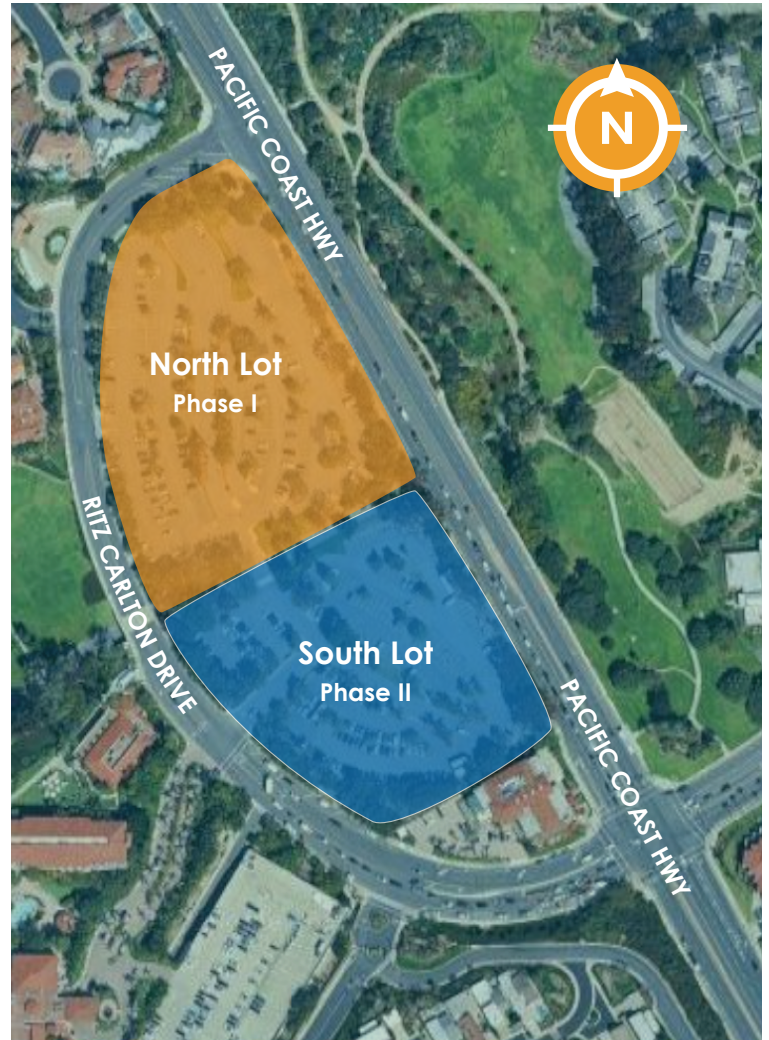 PACIFIC COAST HWY
N
North Lot
Phase I
RITZ CARLTON DRIVE
South Lot
Phase II
PACIFIC COAST HWY